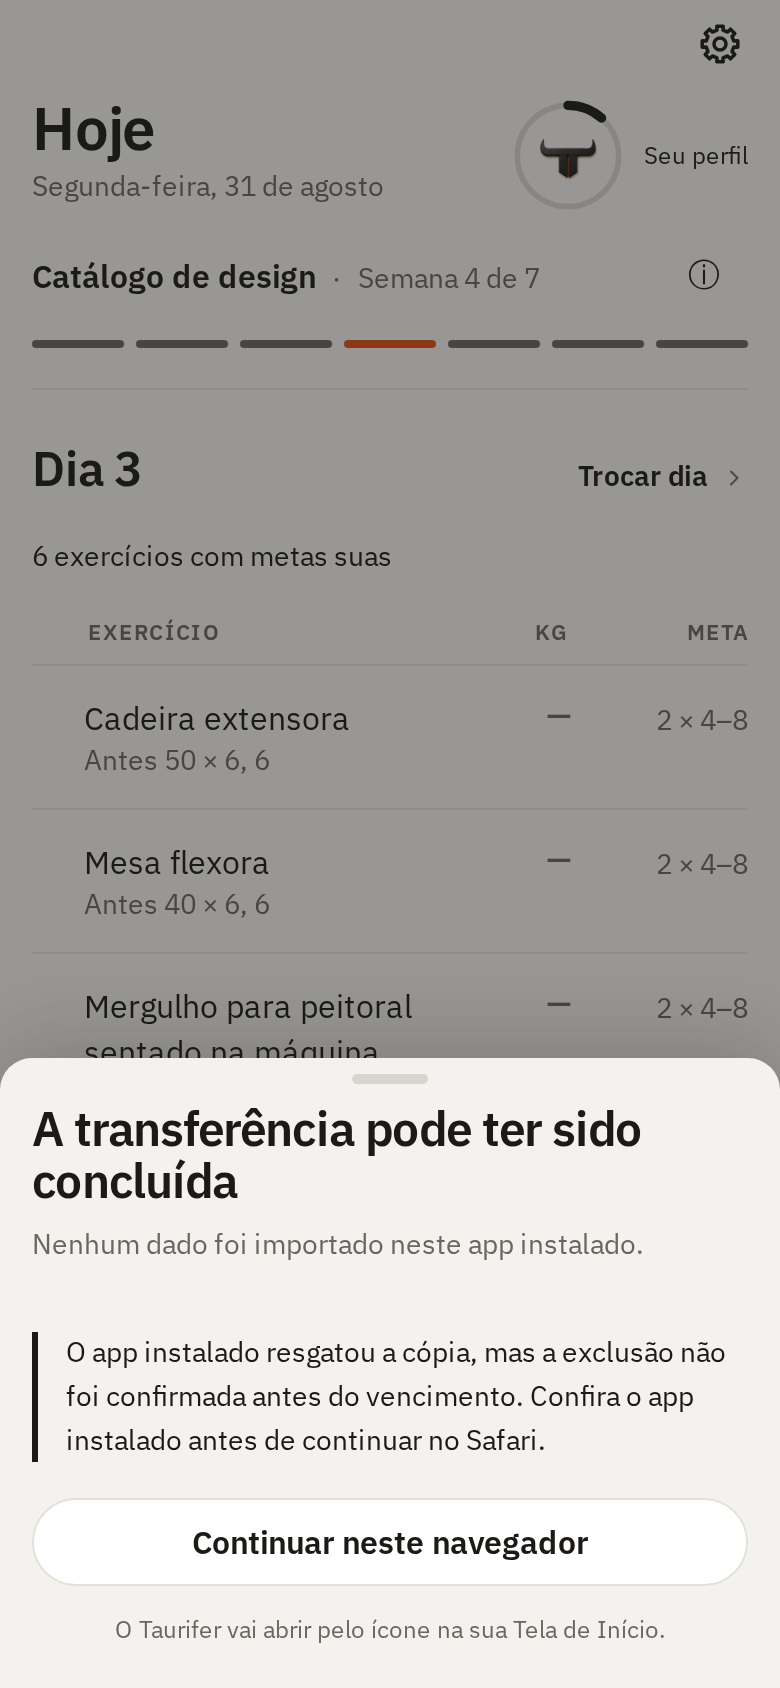 Hoje
Segunda-feira, 31 de agosto
Seu perfil
Catálogo de design · Semana 4 de 7
Dia 3
Trocar dia
6 exercícios com metas suas
EXERCÍCIO KG META
Cadeira extensora — 2 × 4–8
Antes 50 × 6, 6
Mesa flexora — 2 × 4–8
Antes 40 × 6, 6
Mergulho para peitoral — 2 × 4–8
sentado na máquina
A transferência pode ter sido
concluída
Nenhum dado foi importado neste app instalado.
O app instalado resgatou a cópia, mas a exclusão não
foi confirmada antes do vencimento. Confira o app
instalado antes de continuar no Safari.
Continuar neste navegador
O Taurifer vai abrir pelo ícone na sua Tela de Início.